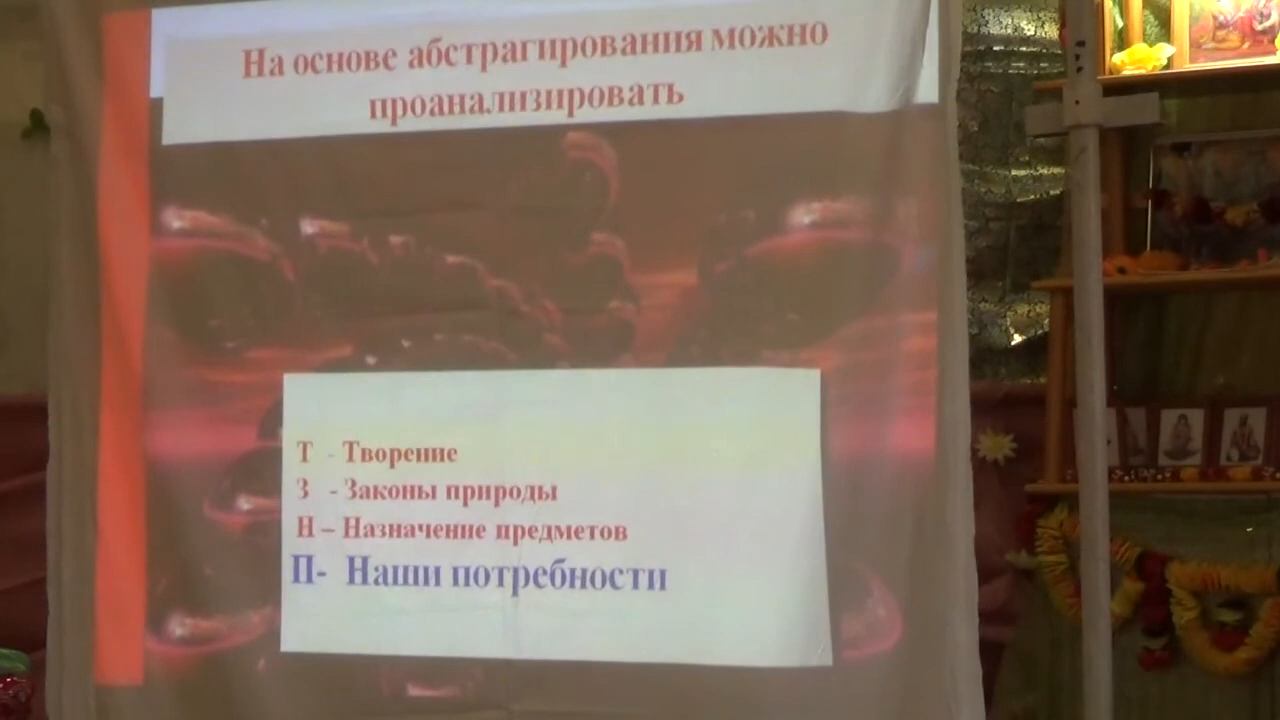 На основе абстрагирования можно
проанализировать
Т - Творение
З - Законы природы
Н – Назначение предметов
П- Наши потребности